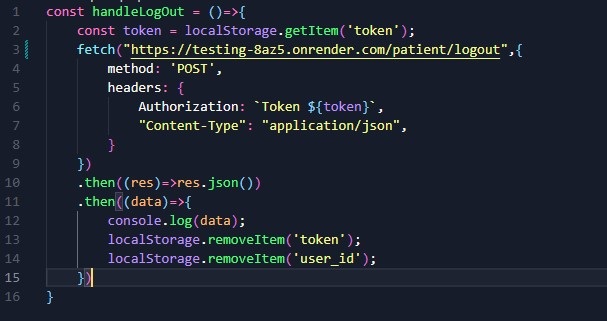 1 const handleLogOut = ()=>{
2     const token = localStorage.getItem('token');
3     fetch("https://testing-8az5.onrender.com/patient/logout",{
4         method: 'POST',
5         headers: {
6             Authorization: `Token ${token}`,
7             "Content-Type": "application/json",
8         }
9     })
10     .then((res)=>res.json())
11     .then((data)=>{
12         console.log(data);
13         localStorage.removeItem('token');
14         localStorage.removeItem('user_id');
15     })
16 }